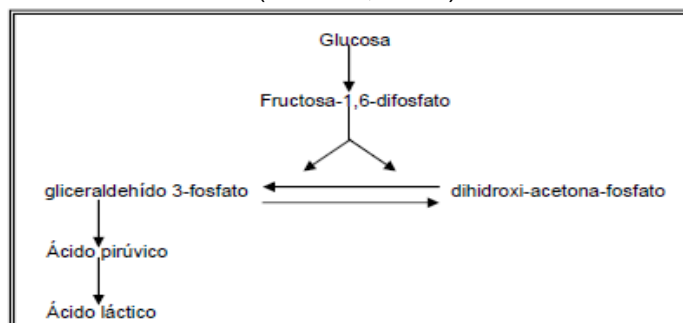 Glucosa
Fructosa-1,6-difosfato
gliceraldehído 3-fosfato dihidroxi-acetona-fosfato
Ácido pirúvico
Ácido láctico